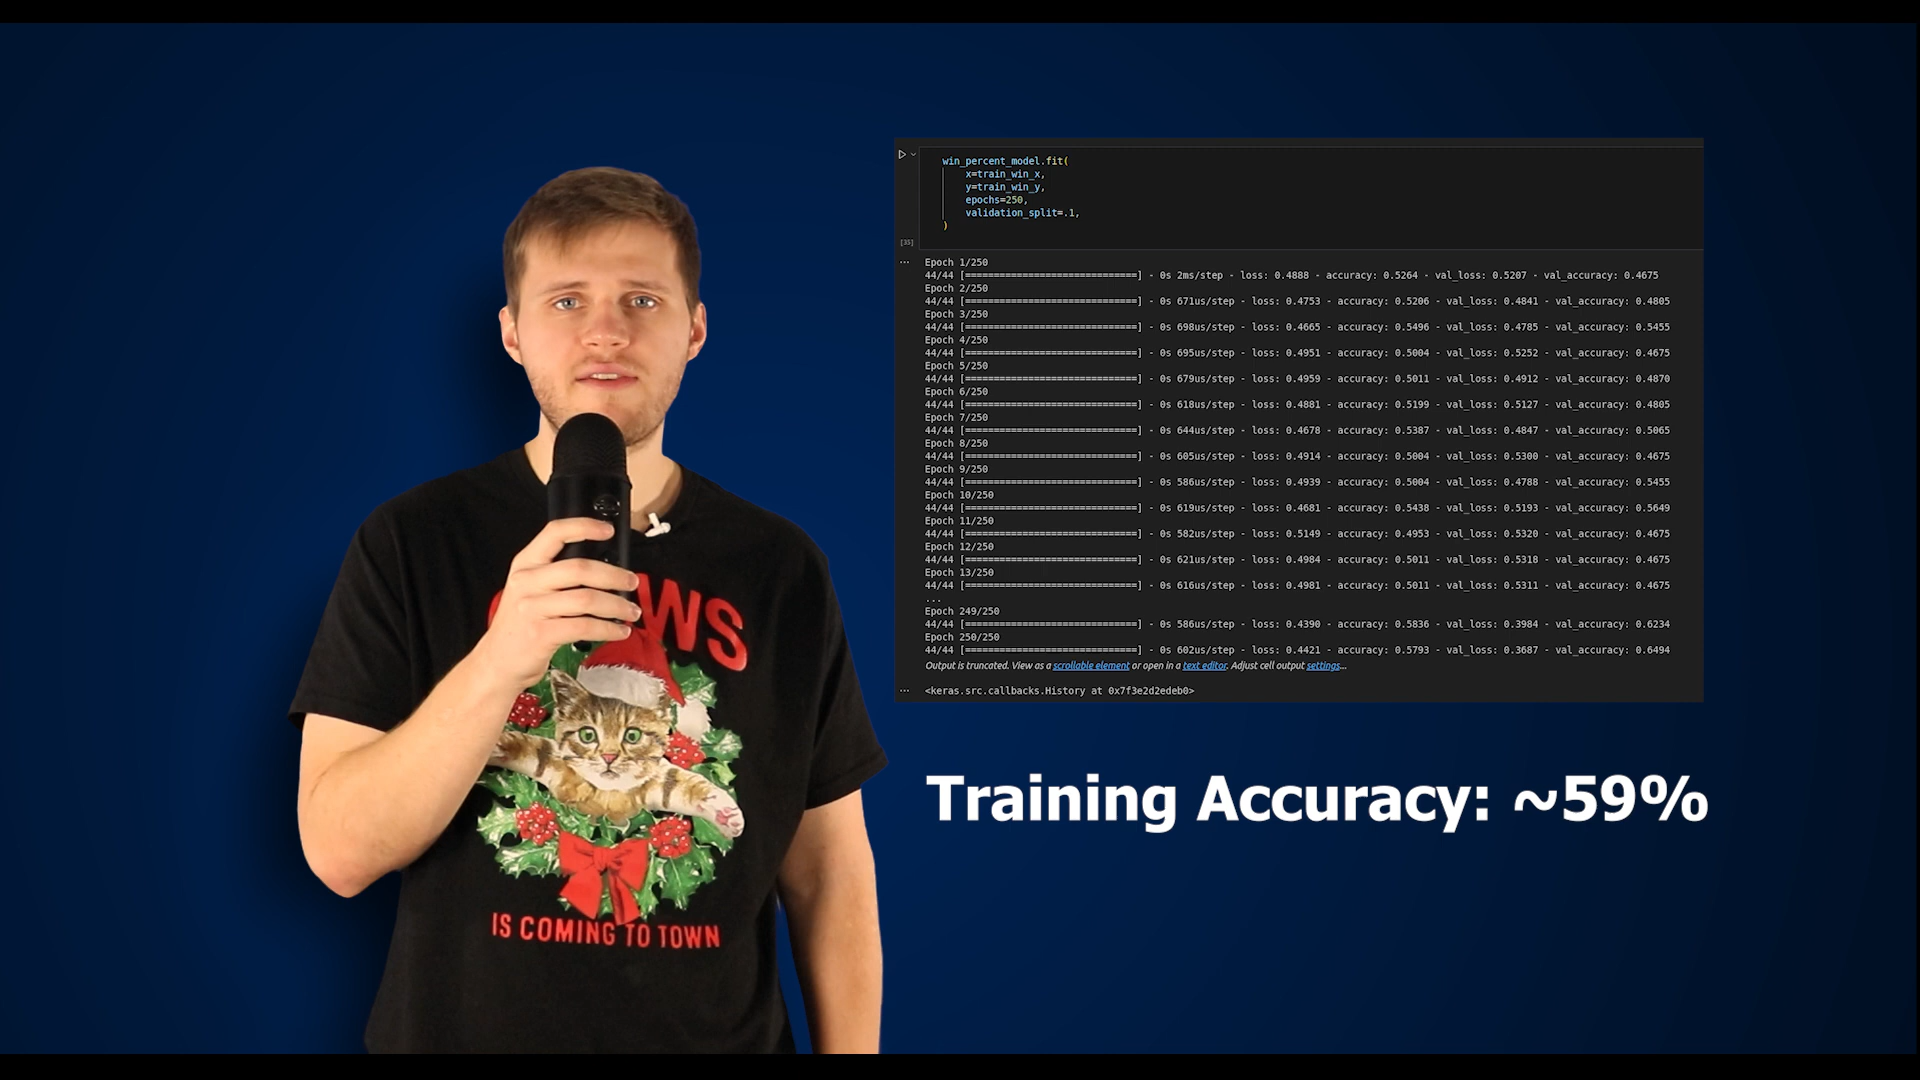 win_percent_model.fit(
x=train_win_x,
y=train_win_y,
epochs=250,
validation_split=.1,
)
[35]
Epoch 1/250
44/44 [==============================] - 0s 2ms/step - loss: 0.4888 - accuracy: 0.5264 - val_loss: 0.5207 - val_accuracy: 0.4675
Epoch 2/250
44/44 [==============================] - 0s 671us/step - loss: 0.4753 - accuracy: 0.5206 - val_loss: 0.4841 - val_accuracy: 0.4805
Epoch 3/250
44/44 [==============================] - 0s 698us/step - loss: 0.4665 - accuracy: 0.5496 - val_loss: 0.4785 - val_accuracy: 0.5455
Epoch 4/250
44/44 [==============================] - 0s 695us/step - loss: 0.4951 - accuracy: 0.5004 - val_loss: 0.5252 - val_accuracy: 0.4675
Epoch 5/250
44/44 [==============================] - 0s 679us/step - loss: 0.4959 - accuracy: 0.5011 - val_loss: 0.4912 - val_accuracy: 0.4870
Epoch 6/250
44/44 [==============================] - 0s 618us/step - loss: 0.4881 - accuracy: 0.5199 - val_loss: 0.5127 - val_accuracy: 0.4805
Epoch 7/250
44/44 [==============================] - 0s 644us/step - loss: 0.4678 - accuracy: 0.5387 - val_loss: 0.4847 - val_accuracy: 0.5065
Epoch 8/250
44/44 [==============================] - 0s 605us/step - loss: 0.4914 - accuracy: 0.5004 - val_loss: 0.5300 - val_accuracy: 0.4675
Epoch 9/250
44/44 [==============================] - 0s 586us/step - loss: 0.4939 - accuracy: 0.5004 - val_loss: 0.4788 - val_accuracy: 0.5455
Epoch 10/250
44/44 [==============================] - 0s 619us/step - loss: 0.4681 - accuracy: 0.5438 - val_loss: 0.5193 - val_accuracy: 0.5649
Epoch 11/250
44/44 [==============================] - 0s 582us/step - loss: 0.5149 - accuracy: 0.4953 - val_loss: 0.5320 - val_accuracy: 0.4675
Epoch 12/250
44/44 [==============================] - 0s 621us/step - loss: 0.4984 - accuracy: 0.5011 - val_loss: 0.5318 - val_accuracy: 0.4675
Epoch 13/250
44/44 [==============================] - 0s 616us/step - loss: 0.4981 - accuracy: 0.5011 - val_loss: 0.5311 - val_accuracy: 0.4675
...
Epoch 249/250
44/44 [==============================] - 0s 586us/step - loss: 0.4390 - accuracy: 0.5836 - val_loss: 0.3984 - val_accuracy: 0.6234
Epoch 250/250
44/44 [==============================] - 0s 602us/step - loss: 0.4421 - accuracy: 0.5793 - val_loss: 0.3687 - val_accuracy: 0.6494
Output is truncated. View as a scrollable element or open in a text editor. Adjust cell output settings...
<keras.src.callbacks.History at 0x7f3e2d2edeb0>
Training Accuracy: ~59%
IS COMING TO TOWN